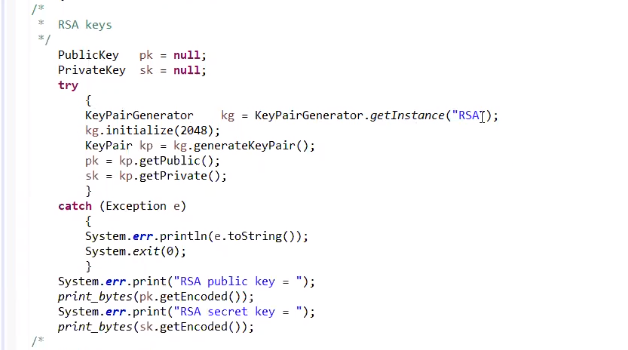 /*
*  RSA keys
*/
PublicKey   pk = null;
PrivateKey  sk = null;
try
{
KeyPairGenerator    kg = KeyPairGenerator.getInstance("RSA");
kg.initialize(2048);
KeyPair kp = kg.generateKeyPair();
pk = kp.getPublic();
sk = kp.getPrivate();
}
catch (Exception e)
{
System.err.println(e.toString());
System.exit(0);
}
System.err.print("RSA public key = ");
print_bytes(pk.getEncoded());
System.err.print("RSA secret key = ");
print_bytes(sk.getEncoded());
/*